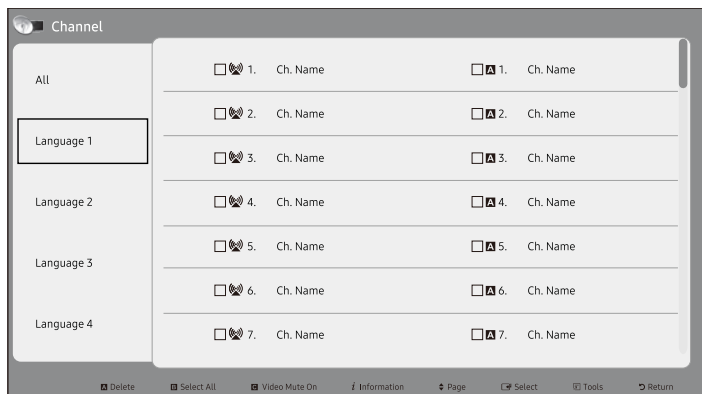 Channel
All
Language 1
Language 2
Language 3
Language 4
1. Ch. Name A 1. Ch. Name
2. Ch. Name A 2. Ch. Name
3. Ch. Name A 3. Ch. Name
4. Ch. Name A 4. Ch. Name
5. Ch. Name A 5. Ch. Name
6. Ch. Name A 6. Ch. Name
7. Ch. Name A 7. Ch. Name
A Delete B Select All C Video Mute On i Information Page Select Tools Return